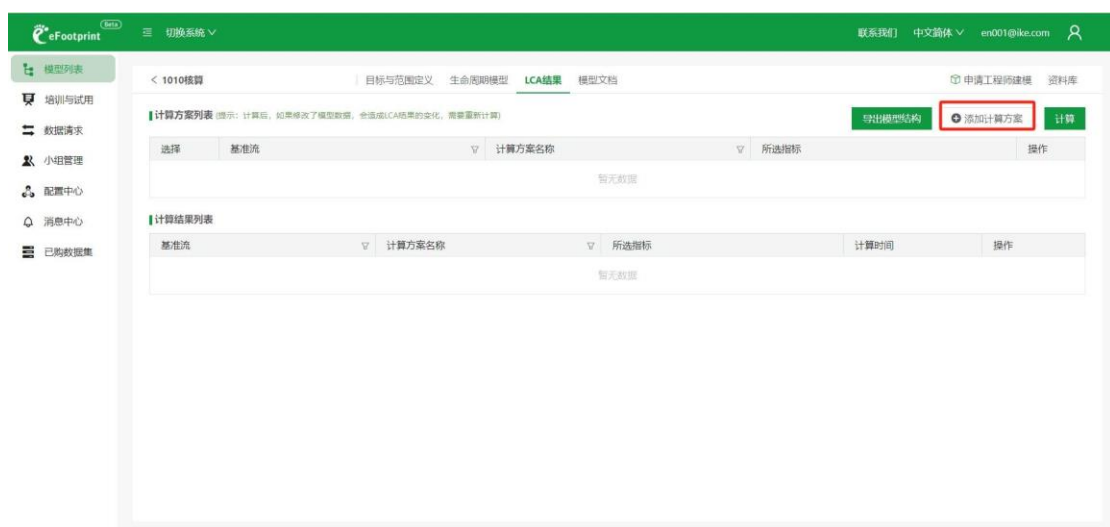 eFootprint (Beta) 切换系统 联系我们 中文简体 en001@ike.com
模型列表
培训与试用
数据请求
小组管理
配置中心
消息中心
已购数据集
< 1010核算 目标与范围定义 生命周期模型 LCA结果 模型文档 申请工程师建模 资料库
计算方案列表 (提示: 计算后, 如果修改了模型数据, 会造成LCA结果的变化, 需要重新计算) 导出模型结构 添加计算方案 计算
选择 基准流 计算方案名称 所选指标 操作
暂无数据
计算结果列表
基准流 计算方案名称 所选指标 计算时间 操作
暂无数据